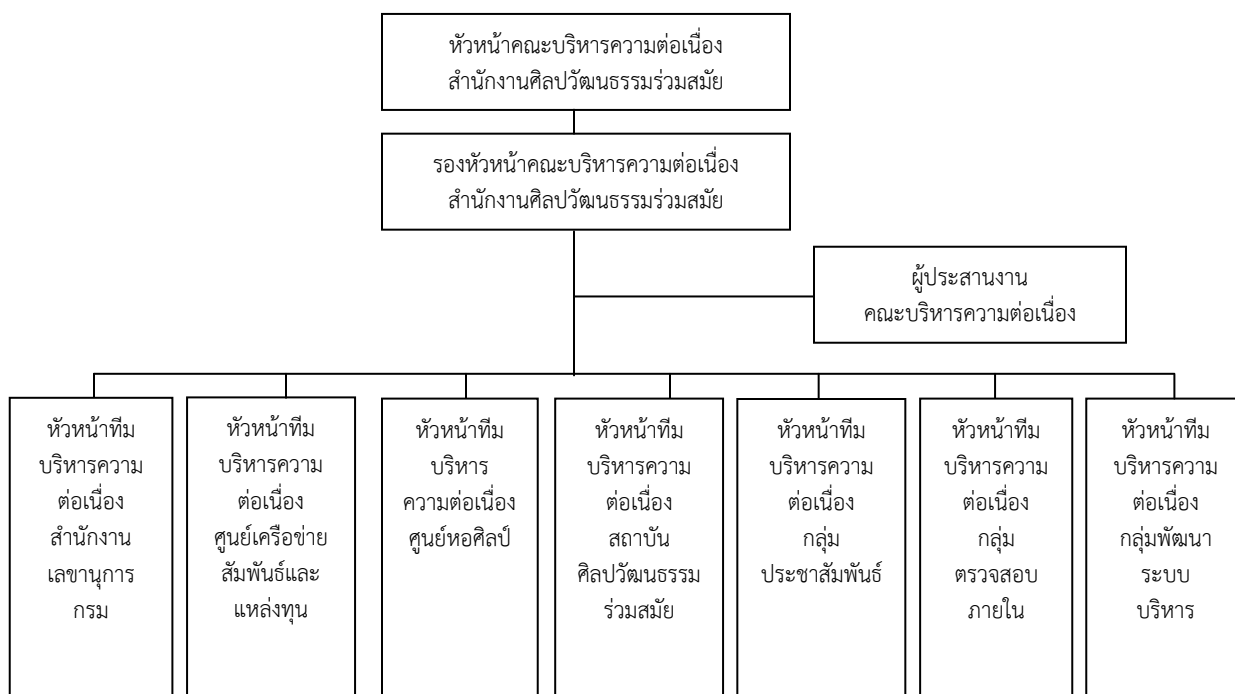 หัวหน้าคณะบริหารความต่อเนื่อง
สำนักงานศิลปวัฒนธรรมร่วมสมัย
รองหัวหน้าคณะบริหารความต่อเนื่อง
สำนักงานศิลปวัฒนธรรมร่วมสมัย
ผู้ประสานงาน
คณะบริหารความต่อเนื่อง
หัวหน้าทีม
บริหารความ
ต่อเนื่อง
สำนักงาน
เลขานุการ
กรม
หัวหน้าทีม
บริหารความ
ต่อเนื่อง
ศูนย์เครือข่าย
สัมพันธ์และ
แหล่งทุน
หัวหน้าทีม
บริหาร
ความต่อเนื่อง
ศูนย์หอศิลป์
หัวหน้าทีม
บริหารความ
ต่อเนื่อง
สถาบัน
ศิลปวัฒนธรรม
ร่วมสมัย
หัวหน้าทีม
บริหารความ
ต่อเนื่อง
กลุ่ม
ประชาสัมพันธ์
หัวหน้าทีม
บริหารความ
ต่อเนื่อง
กลุ่ม
ตรวจสอบ
ภายใน
หัวหน้าทีม
บริหารความ
ต่อเนื่อง
กลุ่มพัฒนา
ระบบ
บริหาร